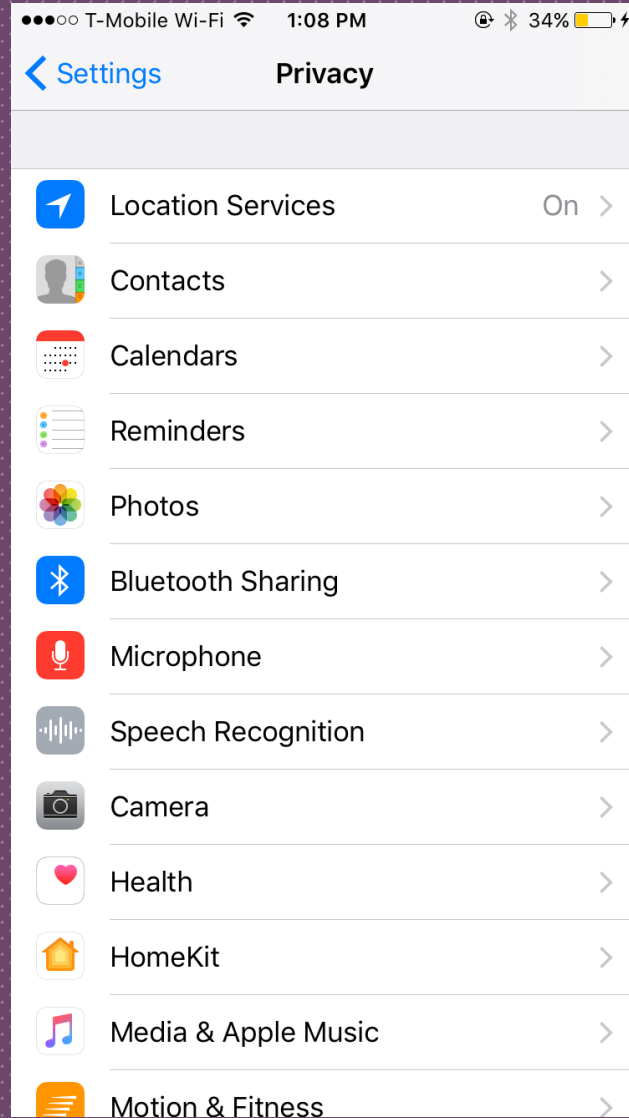 T-Mobile Wi-Fi 1:08 PM 34%
Settings Privacy
Location Services On
Contacts
Calendars
Reminders
Photos
Bluetooth Sharing
Microphone
Speech Recognition
Camera
Health
HomeKit
Media & Apple Music
Motion & Fitness